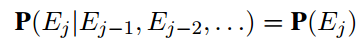 P(E_j|E_{j−1}, E_{j−2}, . . .) = P(E_j)